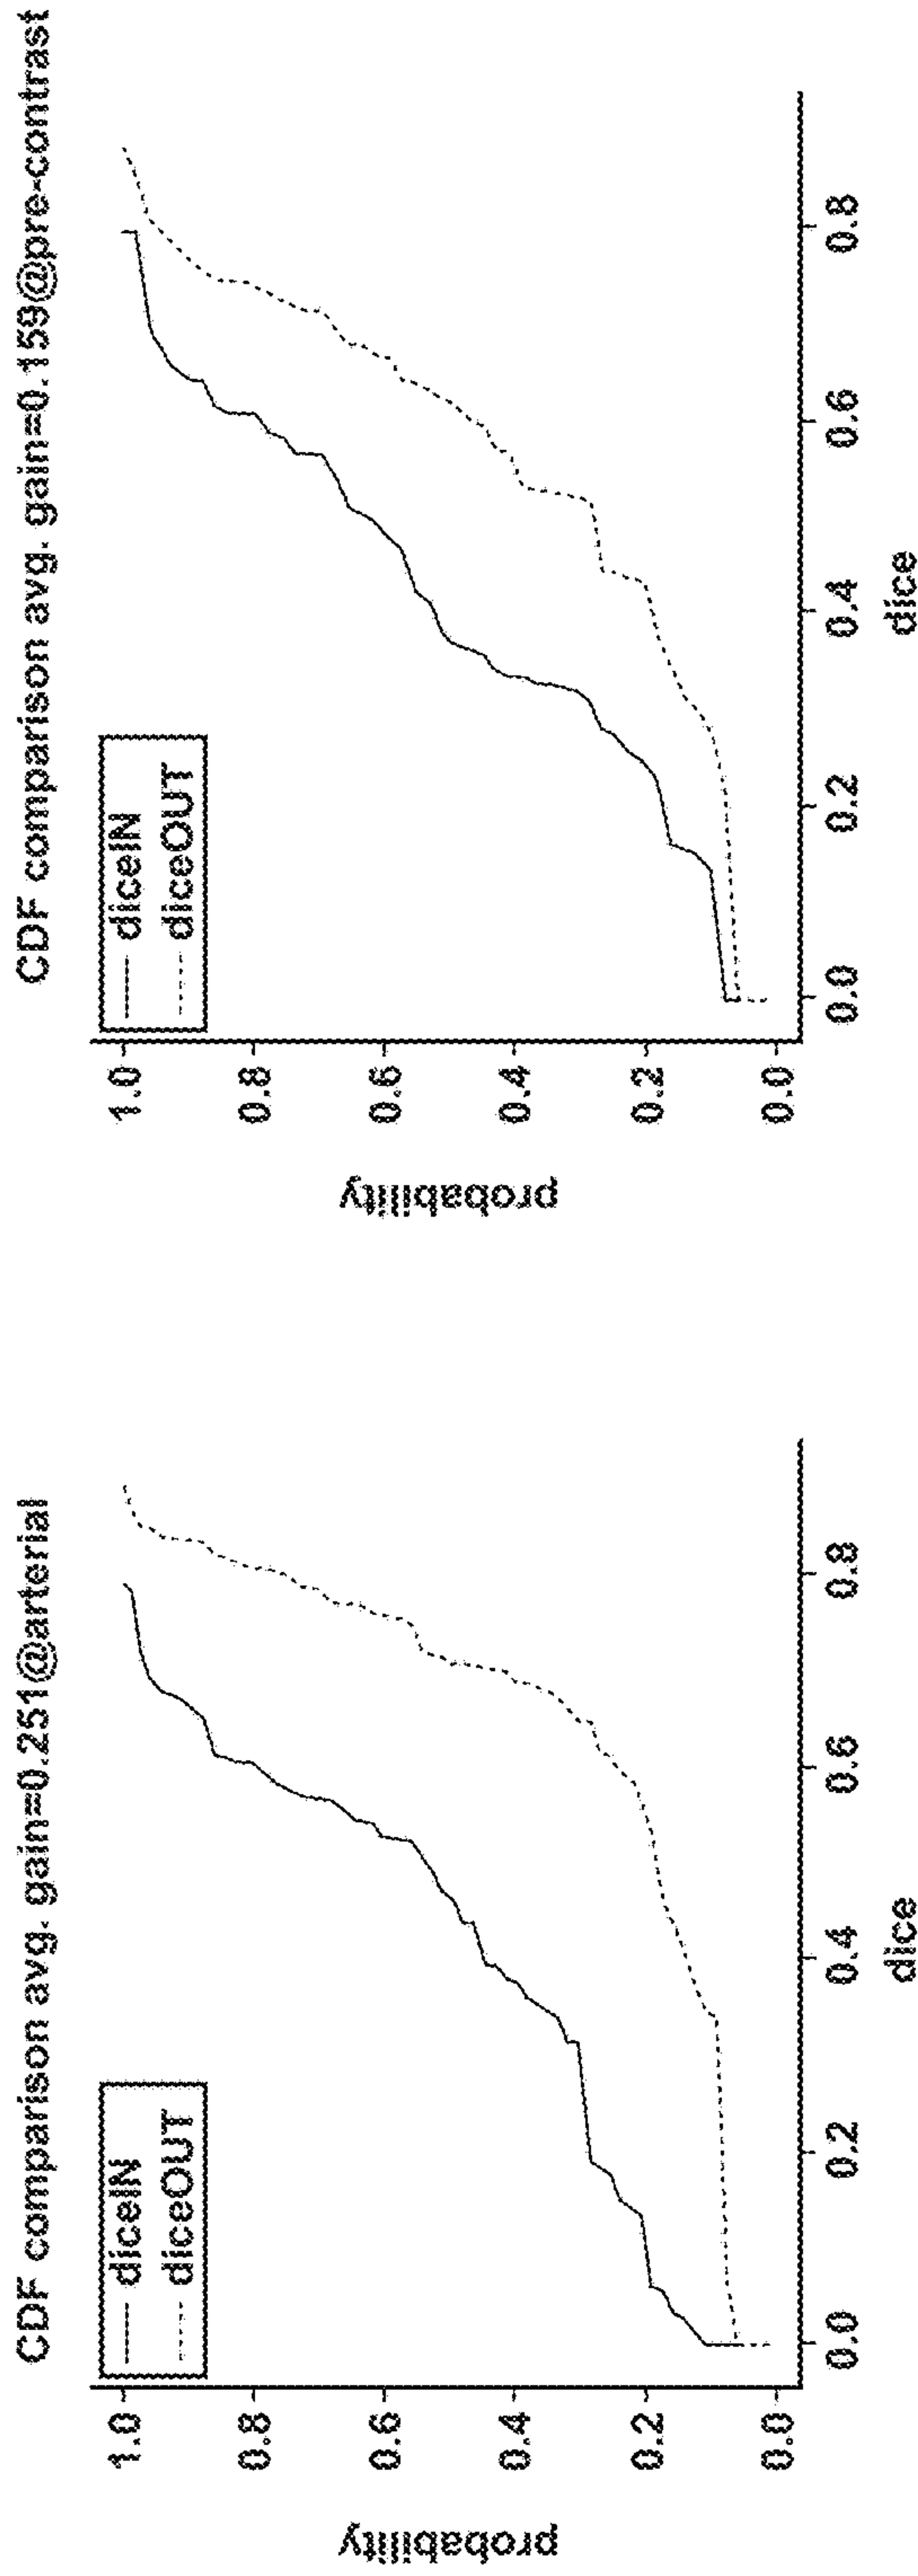 CDF comparison avg. gain=0.251@arterial
diceIN
diceOUT
1.0
0.8
0.6
0.4
0.2
0.0
probability
0.0
0.2
0.4
0.6
0.8
dice
CDF comparison avg. gain=0.159@pre-contrast
diceIN
diceOUT
1.0
0.8
0.6
0.4
0.2
0.0
probability
0.0
0.2
0.4
0.6
0.8
dice